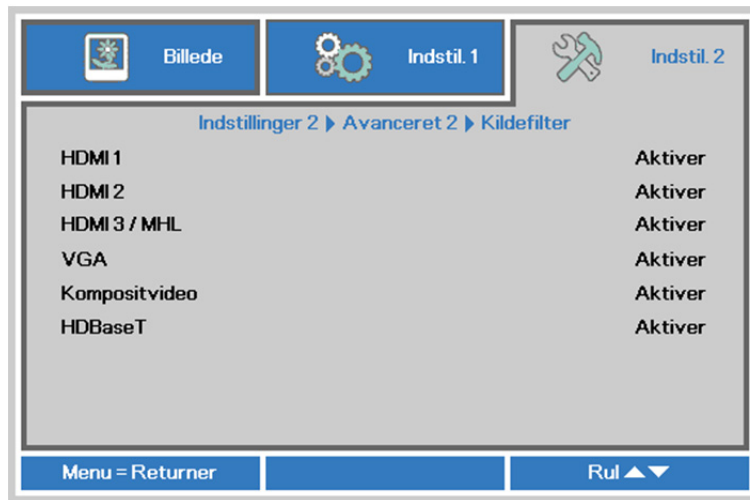 Billede
Indstil. 1
Indstil. 2
Indstillinger 2 ▶ Avanceret 2 ▶ Kildefilter
HDMI 1 Aktiver
HDMI 2 Aktiver
HDMI 3 / MHL Aktiver
VGA Aktiver
Kompositvideo Aktiver
HDBaseT Aktiver
Menu = Returner
Rul ▲▼